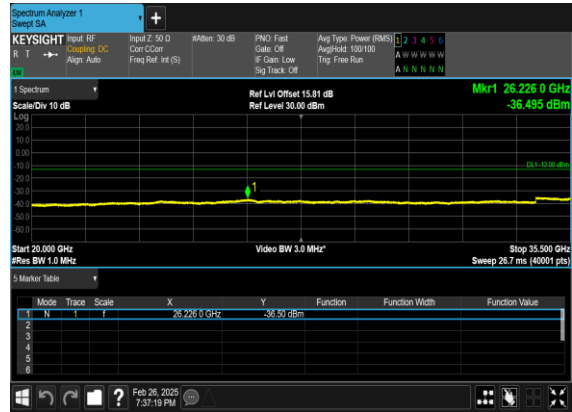 Spectrum Analyzer 1
Swept SA
+
KEYSIGHT Input: RF
R T
Coupling: DC
Align: Auto
Input Z: 50 Ω
Corr CCorr
Freq Ref: Int (S)
#Atten: 30 dB
PNO: Fast
Gate: Off
IF Gain: Low
Sig Track: Off
Avg Type: Power (RMS)
Avg|Hold: 100/100
Trig: Free Run
1 2 3 4 5 6
A W W W W W
A N N N N N
1 Spectrum
Scale/Div 10 dB
Ref Lvl Offset 15.81 dB
Ref Level 30.00 dBm
Mkr1 26.226 0 GHz
-36.495 dBm
Log
20.0
10.0
0.00
-10.0
-20.0
-30.0
-40.0
-50.0
-60.0
DL1 -13.00 dBm
1
Start 20.000 GHz
#Res BW 1.0 MHz
Video BW 3.0 MHz*
Stop 35.500 GHz
Sweep 26.7 ms (40001 pts)
5 Marker Table
Mode Trace Scale X Y Function Function Width Function Value
1 N 1 f 26.226 0 GHz -36.50 dBm
2
3
4
5
6
?
Feb 26, 2025
7:37:19 PM